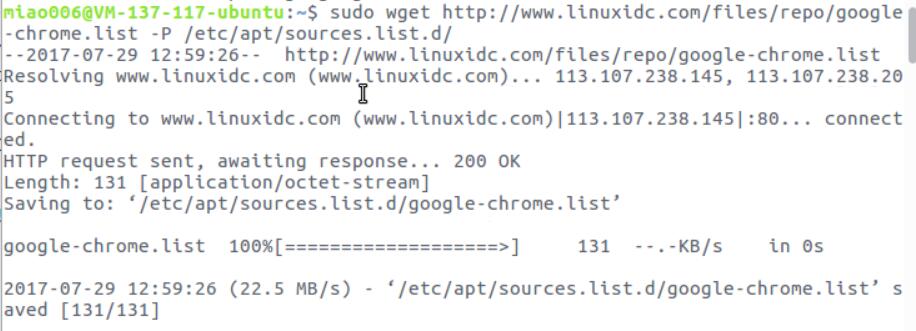 miao006@VM-137-117-ubuntu:~$ sudo wget http://www.linuxidc.com/files/repo/google
-chrome.list -P /etc/apt/sources.list.d/
--2017-07-29 12:59:26--  http://www.linuxidc.com/files/repo/google-chrome.list
Resolving www.linuxidc.com (www.linuxidc.com)... 113.107.238.145, 113.107.238.20
5
Connecting to www.linuxidc.com (www.linuxidc.com)|113.107.238.145|:80... connect
ed.
HTTP request sent, awaiting response... 200 OK
Length: 131 [application/octet-stream]
Saving to: ‘/etc/apt/sources.list.d/google-chrome.list’
google-chrome.list  100%[===================>]     131  --.-KB/s    in 0s
2017-07-29 12:59:26 (22.5 MB/s) - ‘/etc/apt/sources.list.d/google-chrome.list’ s
aved [131/131]